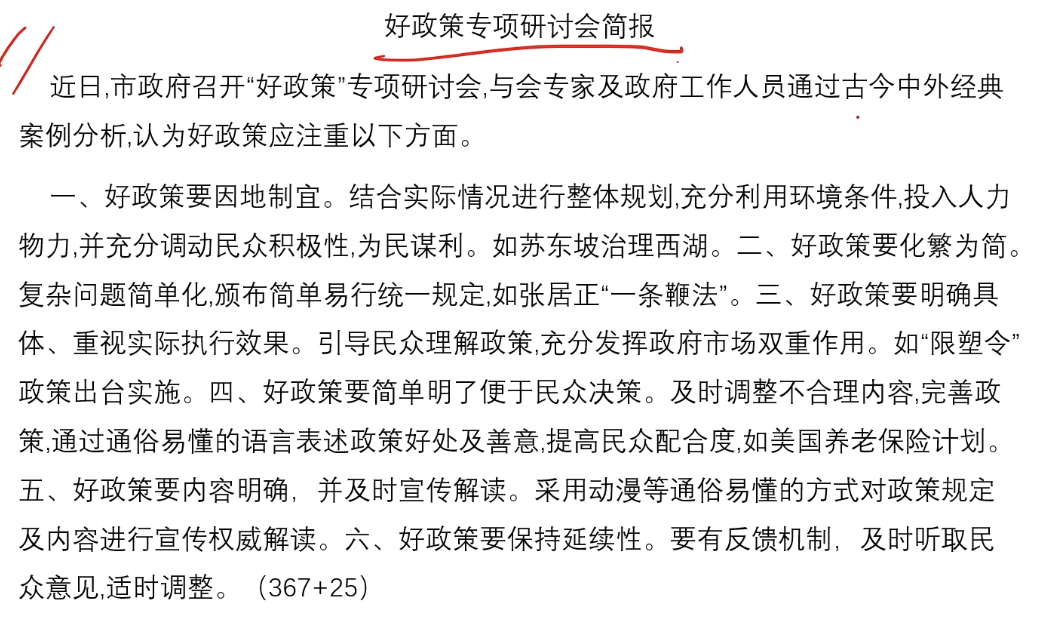 好政策专项研讨会简报
近日,市政府召开“好政策”专项研讨会,与会专家及政府工作人员通过古今中外经典
案例分析,认为好政策应注重以下方面。
一、好政策要因地制宜。结合实际情况进行整体规划,充分利用环境条件,投入人力
物力,并充分调动民众积极性,为民谋利。如苏东坡治理西湖。二、好政策要化繁为简。
复杂问题简单化,颁布简单易行统一规定,如张居正“一条鞭法”。三、好政策要明确具
体、重视实际执行效果。引导民众理解政策,充分发挥政府市场双重作用。如“限塑令”
政策出台实施。四、好政策要简单明了便于民众决策。及时调整不合理内容,完善政
策,通过通俗易懂的语言表述政策好处及善意,提高民众配合度,如美国养老保险计划。
五、好政策要内容明确，并及时宣传解读。采用动漫等通俗易懂的方式对政策规定
及内容进行宣传权威解读。六、好政策要保持延续性。要有反馈机制，及时听取民
众意见,适时调整。（367+25）